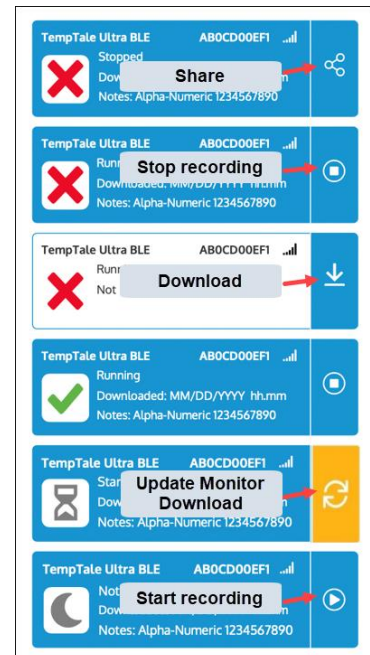 TempTale Ultra BLE AB0CD00EF1
Stopped
Share
Notes: Alpha-Numeric 1234567890
TempTale Ultra BLE AB0CD00EF1
Stop recording
Downloaded: MM/DD/YYYY hh.mm
Notes: Alpha-Numeric 1234567890
TempTale Ultra BLE AB0CD00EF1
Not
Download
TempTale Ultra BLE AB0CD00EF1
Running
Downloaded: MM/DD/YYYY hh.mm
Notes: Alpha-Numeric 1234567890
TempTale Ultra BLE AB0CD00EF1
Update Monitor
Download
Notes: Alpha-Numeric 1234567890
TempTale Ultra BLE AB0CD00EF1
Not
Start recording
Notes: Alpha-Numeric 1234567890